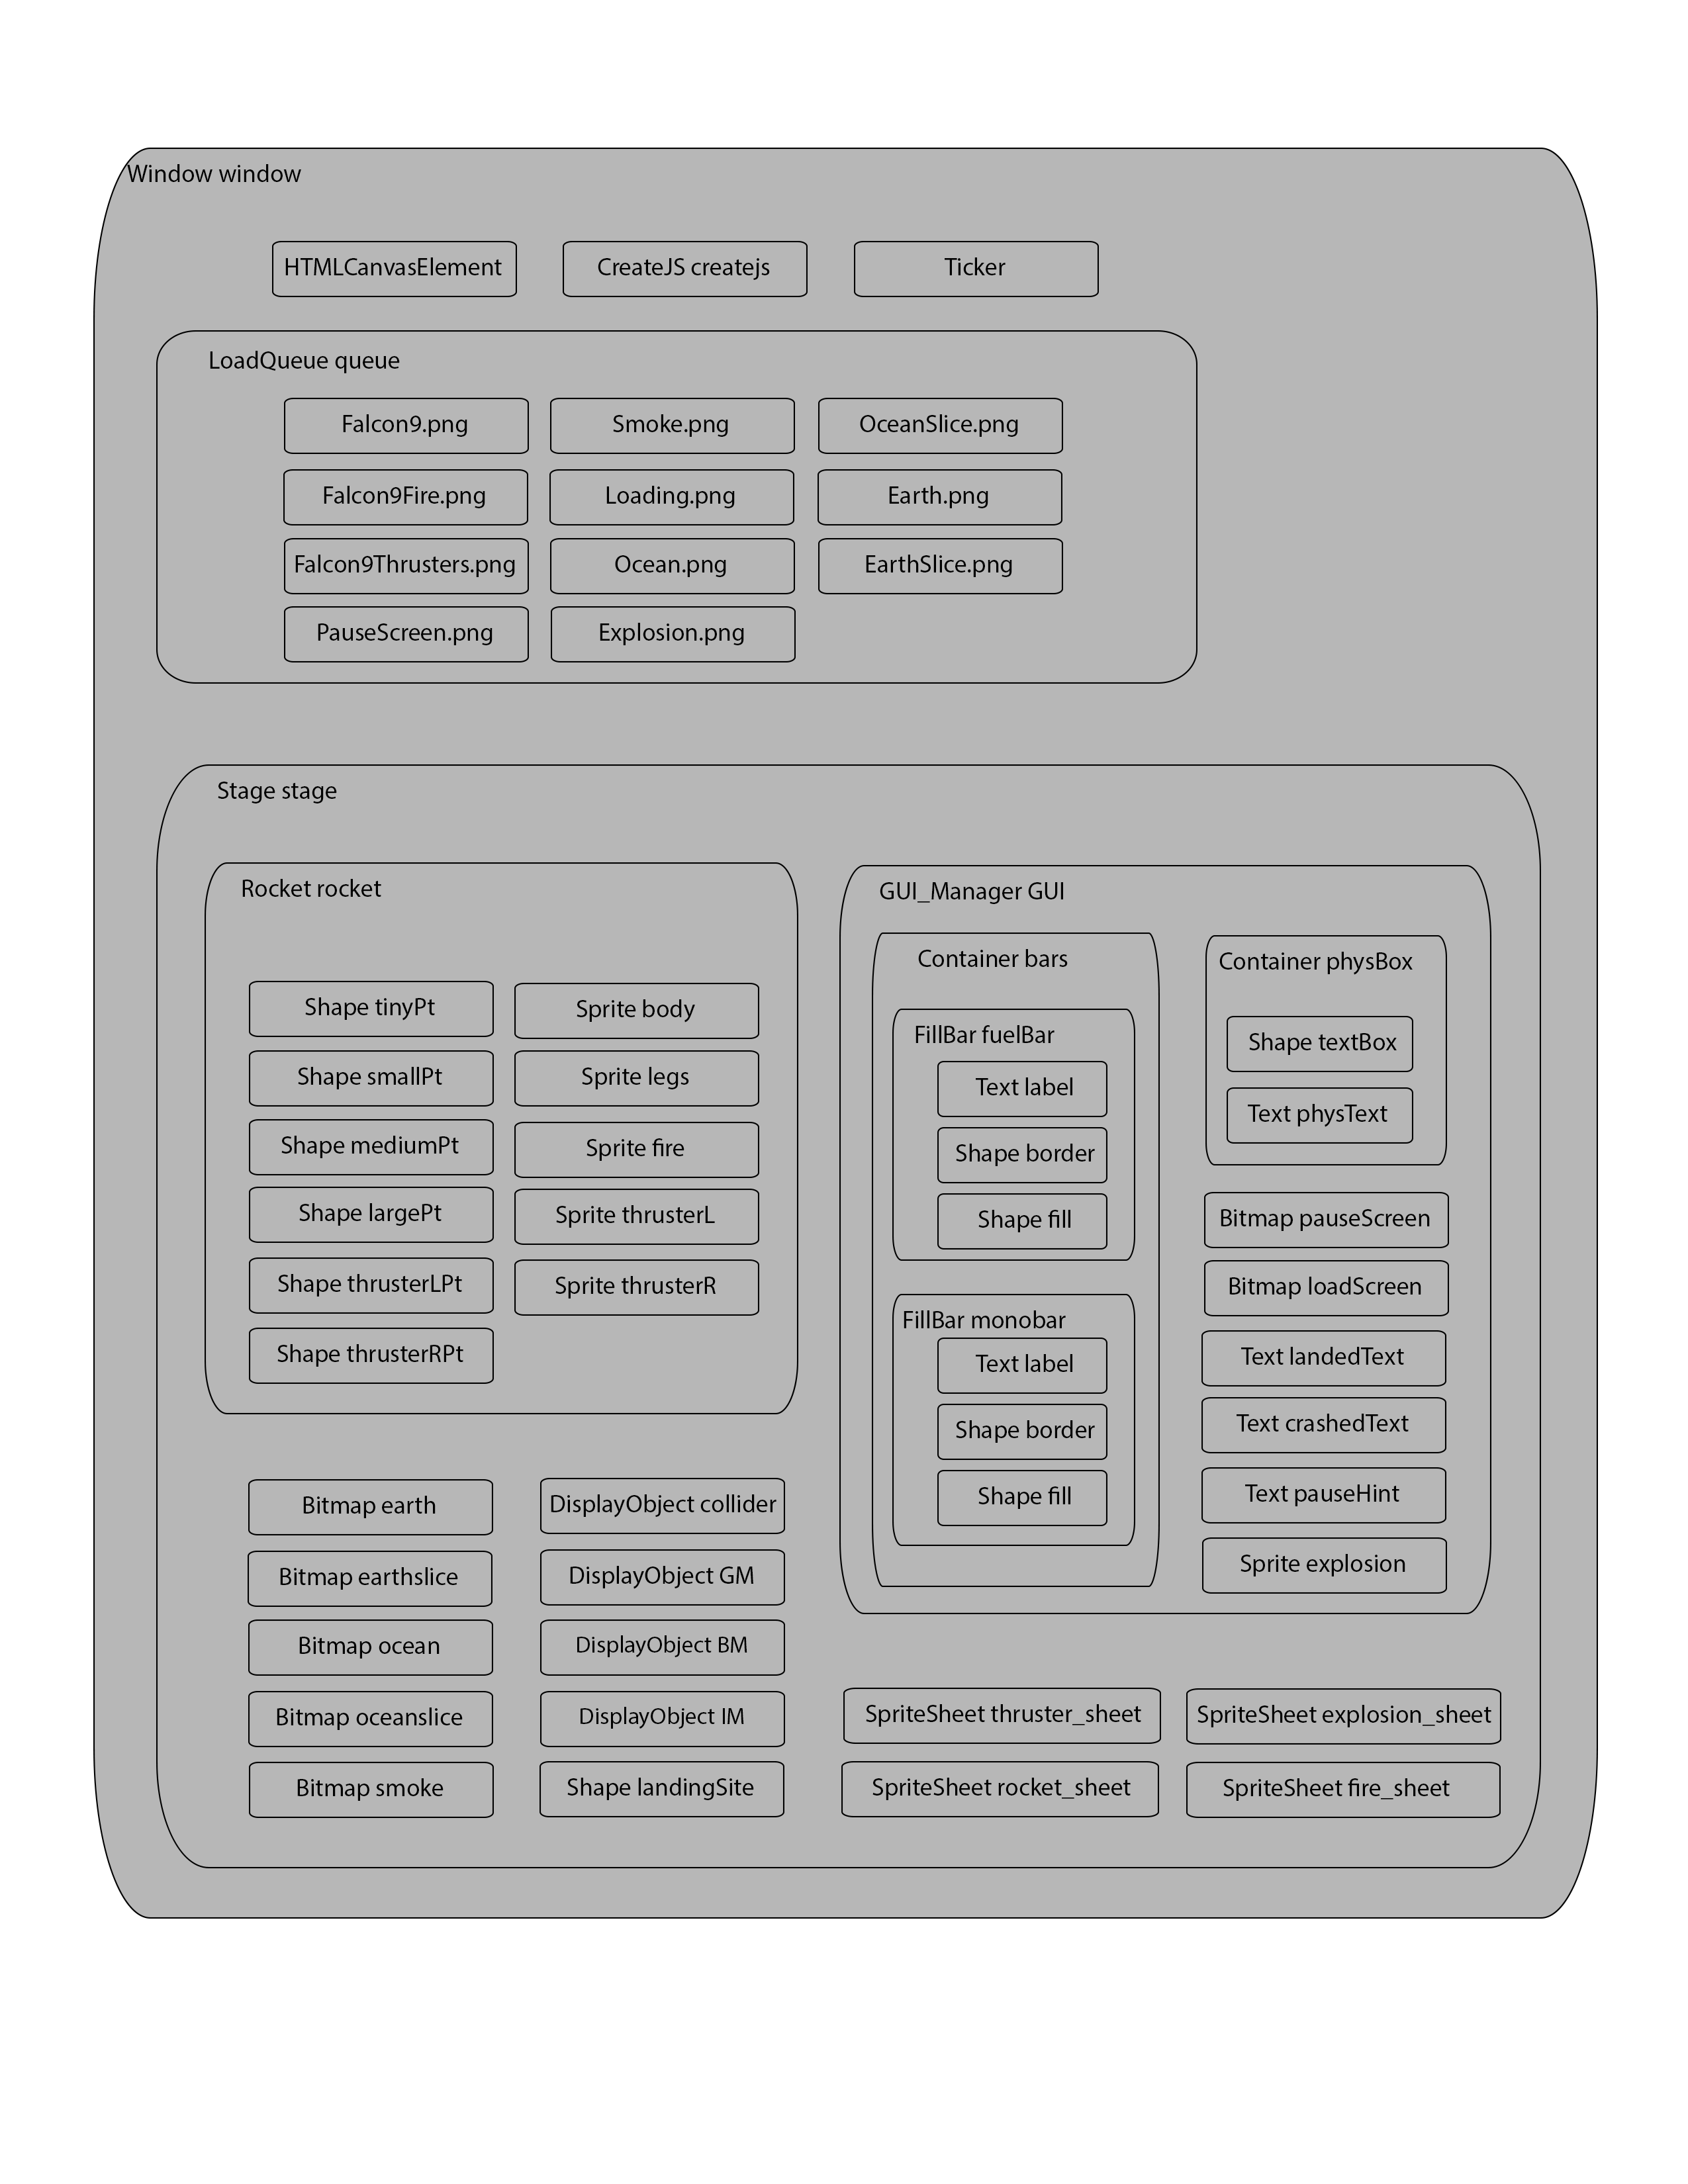 Window window
HTMLCanvasElement
CreateJS createjs
Ticker
LoadQueue queue
Falcon9.png
Smoke.png
OceanSlice.png
Falcon9Fire.png
Loading.png
Earth.png
Falcon9Thrusters.png
Ocean.png
EarthSlice.png
PauseScreen.png
Explosion.png
Stage stage
Rocket rocket
Shape tinyPt
Sprite body
Shape smallPt
Sprite legs
Shape mediumPt
Sprite fire
Shape largePt
Sprite thrusterL
Shape thrusterLPt
Sprite thrusterR
Shape thrusterRPt
GUI_Manager GUI
Container bars
FillBar fuelBar
Text label
Shape border
Shape fill
FillBar monobar
Text label
Shape border
Shape fill
Container physBox
Shape textBox
Text physText
Bitmap pauseScreen
Bitmap loadScreen
Text landedText
Text crashedText
Text pauseHint
Sprite explosion
Bitmap earth
DisplayObject collider
Bitmap earthslice
DisplayObject GM
Bitmap ocean
DisplayObject BM
Bitmap oceanslice
DisplayObject IM
Bitmap smoke
Shape landingSite
SpriteSheet thruster_sheet
SpriteSheet explosion_sheet
SpriteSheet rocket_sheet
SpriteSheet fire_sheet